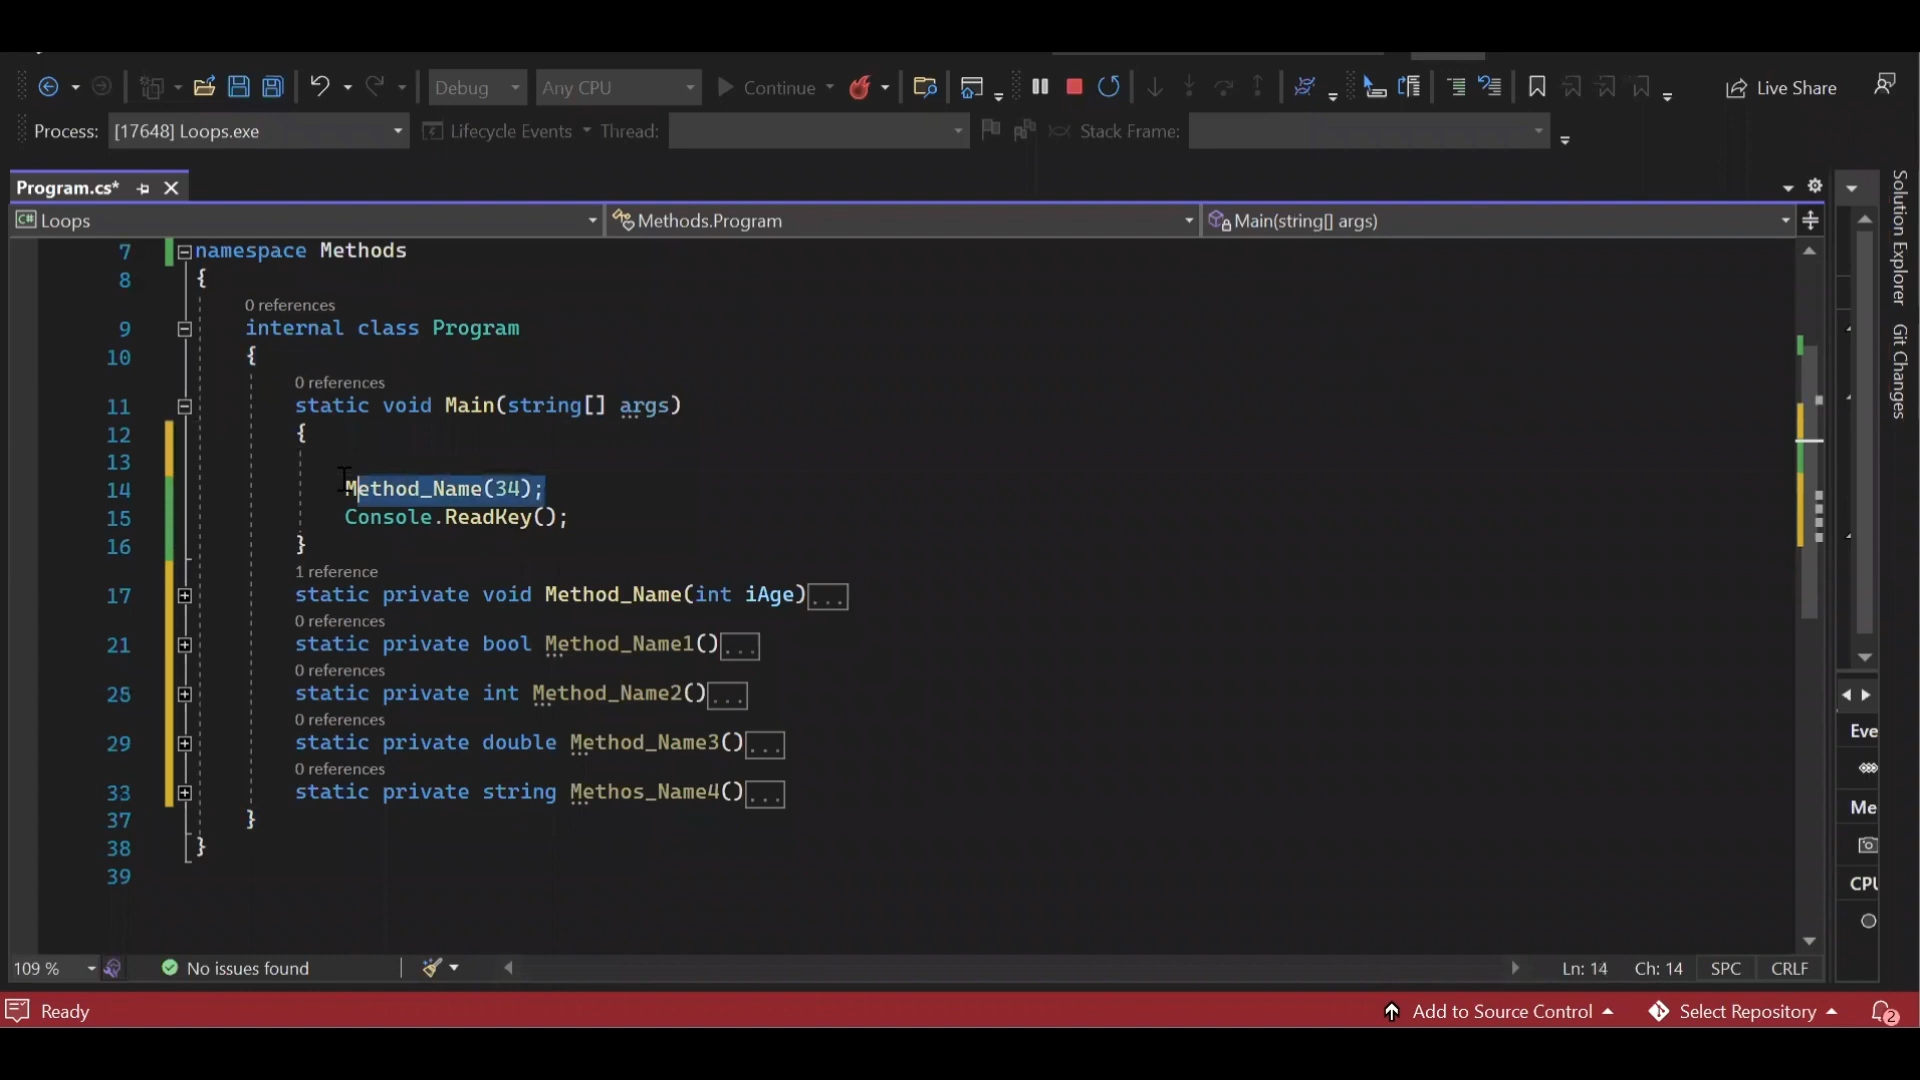 Debug Any CPU Continue Live Share
Process: [17648] Loops.exe Lifecycle Events Thread: Stack Frame:
Program.cs*
C# Loops Methods.Program Main(string[] args)
7 namespace Methods
8 {
0 references
9 internal class Program
10 {
0 references
11 static void Main(string[] args)
12 {
13
14 Method_Name(34);
15 Console.ReadKey();
16 }
1 reference
17 static private void Method_Name(int iAge)...
0 references
21 static private bool Method_Name1()...
0 references
25 static private int Method_Name2()...
0 references
29 static private double Method_Name3()...
0 references
33 static private string Methos_Name4()...
37 }
38 }
39
Solution Explorer
Git Changes
Eve
Me
CPU
109 % No issues found Ln: 14 Ch: 14 SPC CRLF
Ready Add to Source Control Select Repository 2